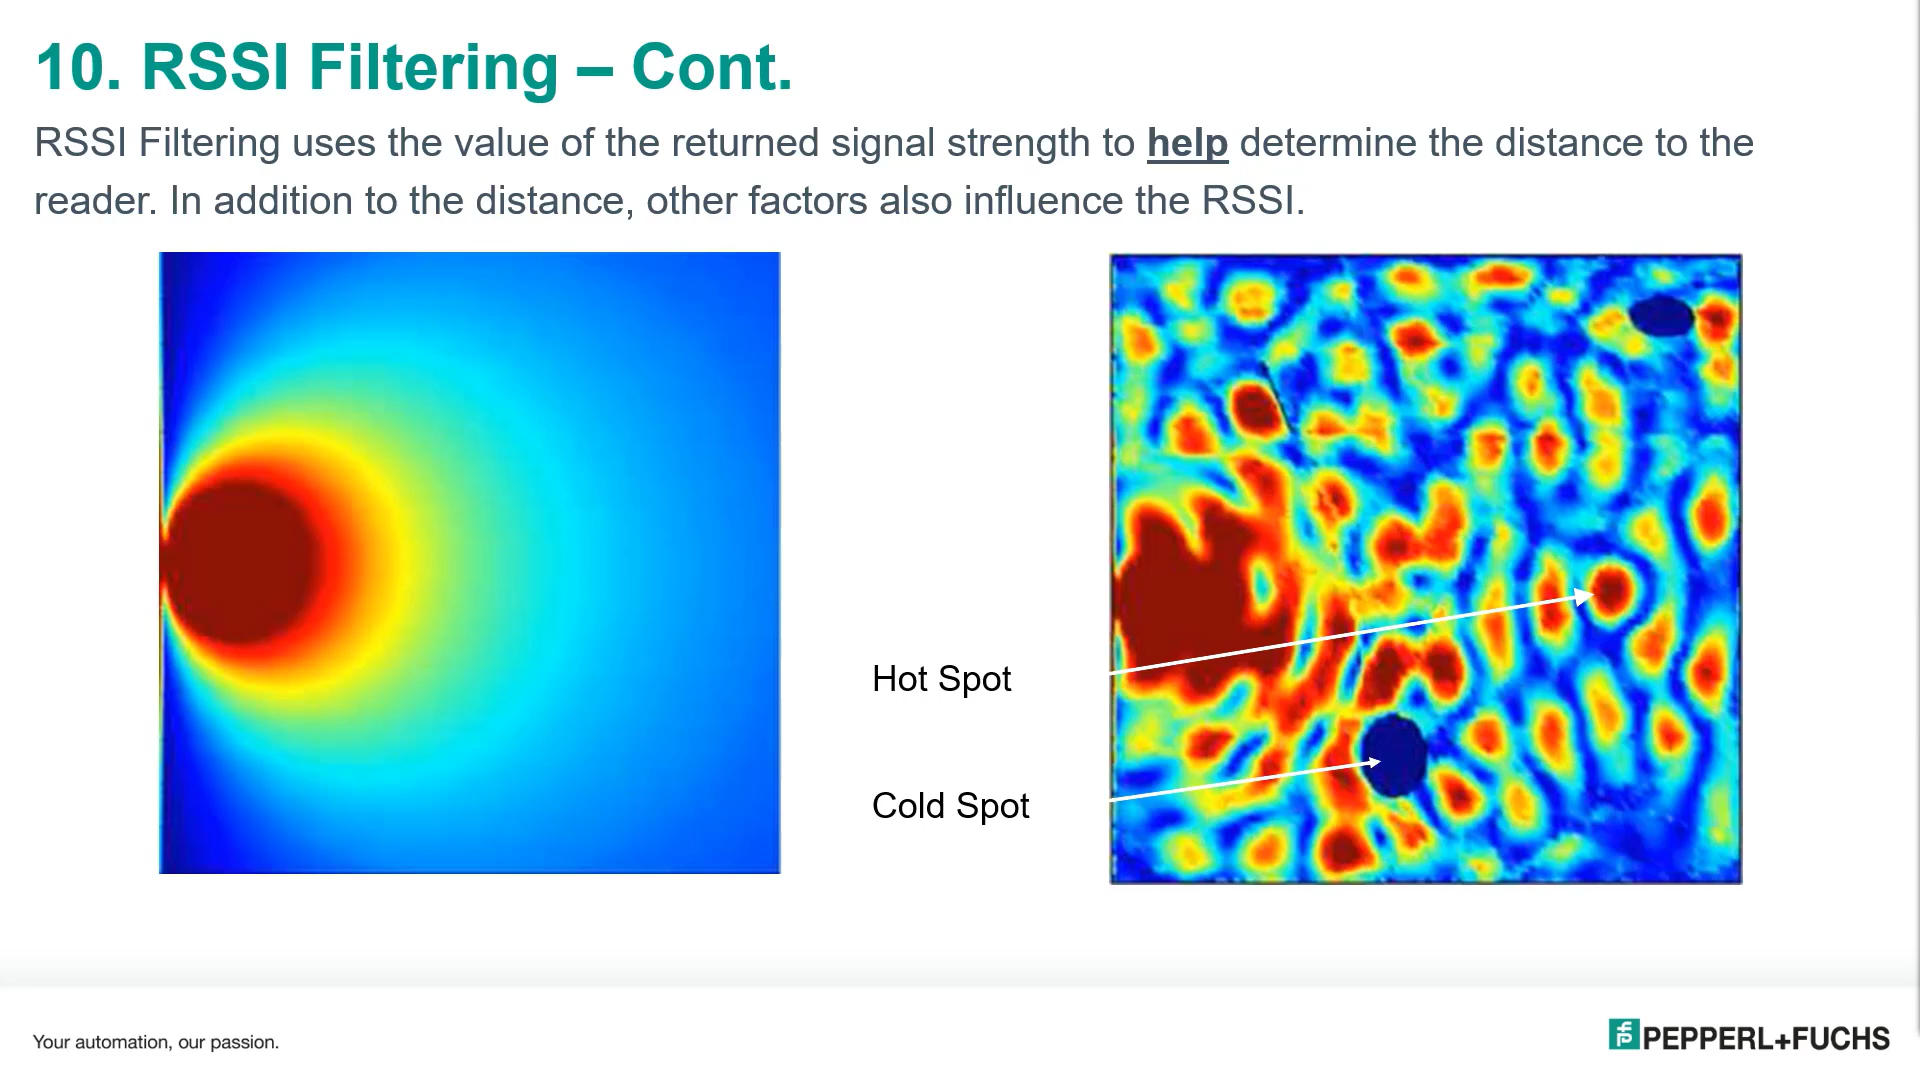 10. RSSI Filtering – Cont.
RSSI Filtering uses the value of the returned signal strength to help determine the distance to the
reader. In addition to the distance, other factors also influence the RSSI.
Hot Spot
Cold Spot
Your automation, our passion.
PEPPERL+FUCHS